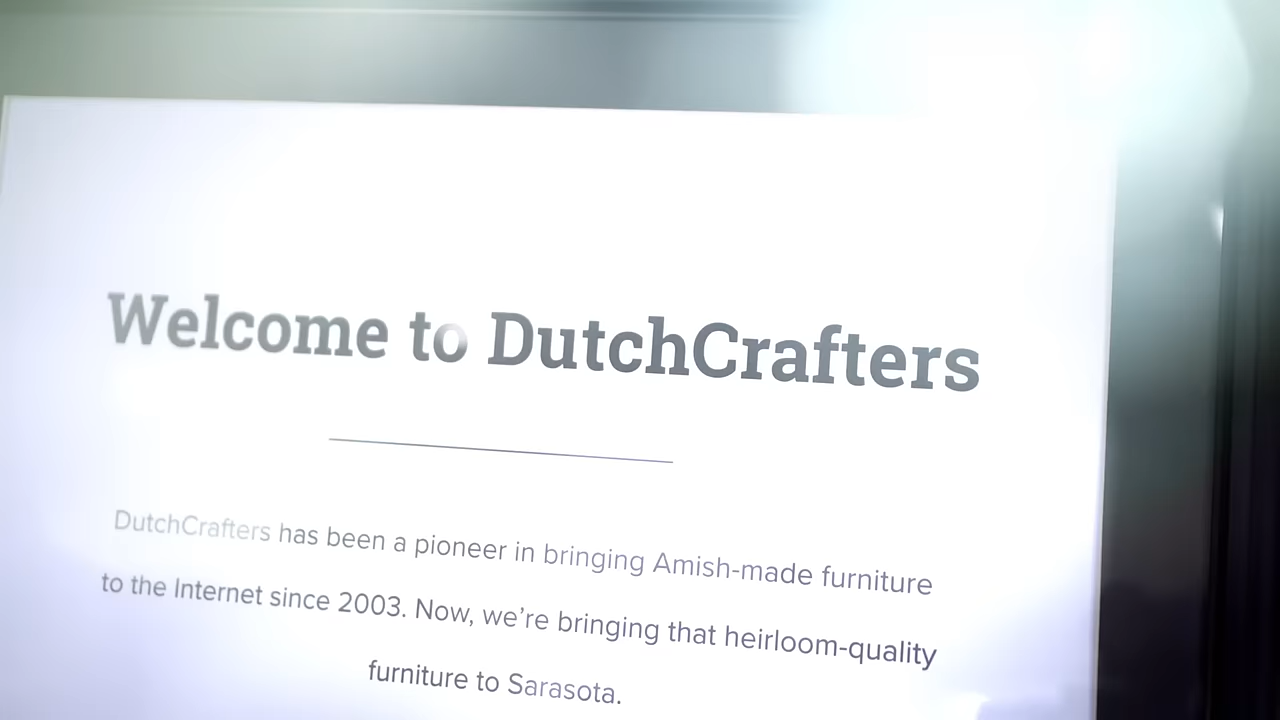 Welcome to DutchCrafters
DutchCrafters has been a pioneer in bringing Amish-made furniture
to the Internet since 2003. Now, we’re bringing that heirloom-quality
furniture to Sarasota.